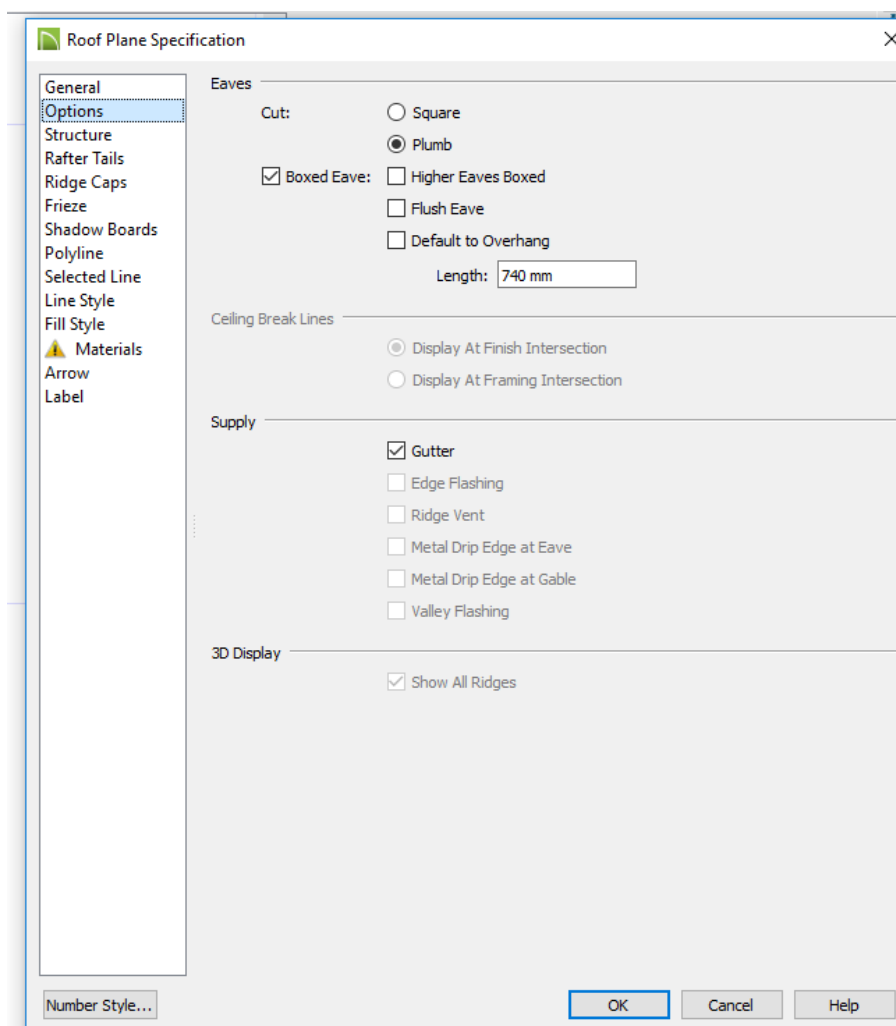 Roof Plane Specification
General
Options
Structure
Rafter Tails
Ridge Caps
Frieze
Shadow Boards
Polyline
Selected Line
Line Style
Fill Style
Materials
Arrow
Label
Eaves
Cut: Square
Plumb
Boxed Eave: Higher Eaves Boxed
Flush Eave
Default to Overhang
Length: 740 mm
Ceiling Break Lines
Display At Finish Intersection
Display At Framing Intersection
Supply
Gutter
Edge Flashing
Ridge Vent
Metal Drip Edge at Eave
Metal Drip Edge at Gable
Valley Flashing
3D Display
Show All Ridges
Number Style... OK Cancel Help